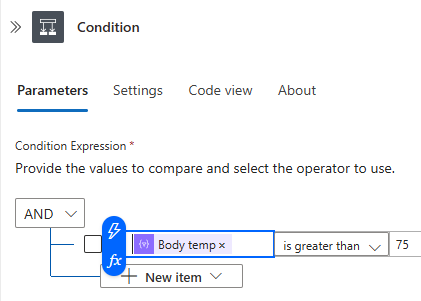 Condition
Parameters Settings Code view About
Condition Expression *
Provide the values to compare and select the operator to use.
AND
fx {v} Body temp × is greater than 75
New item